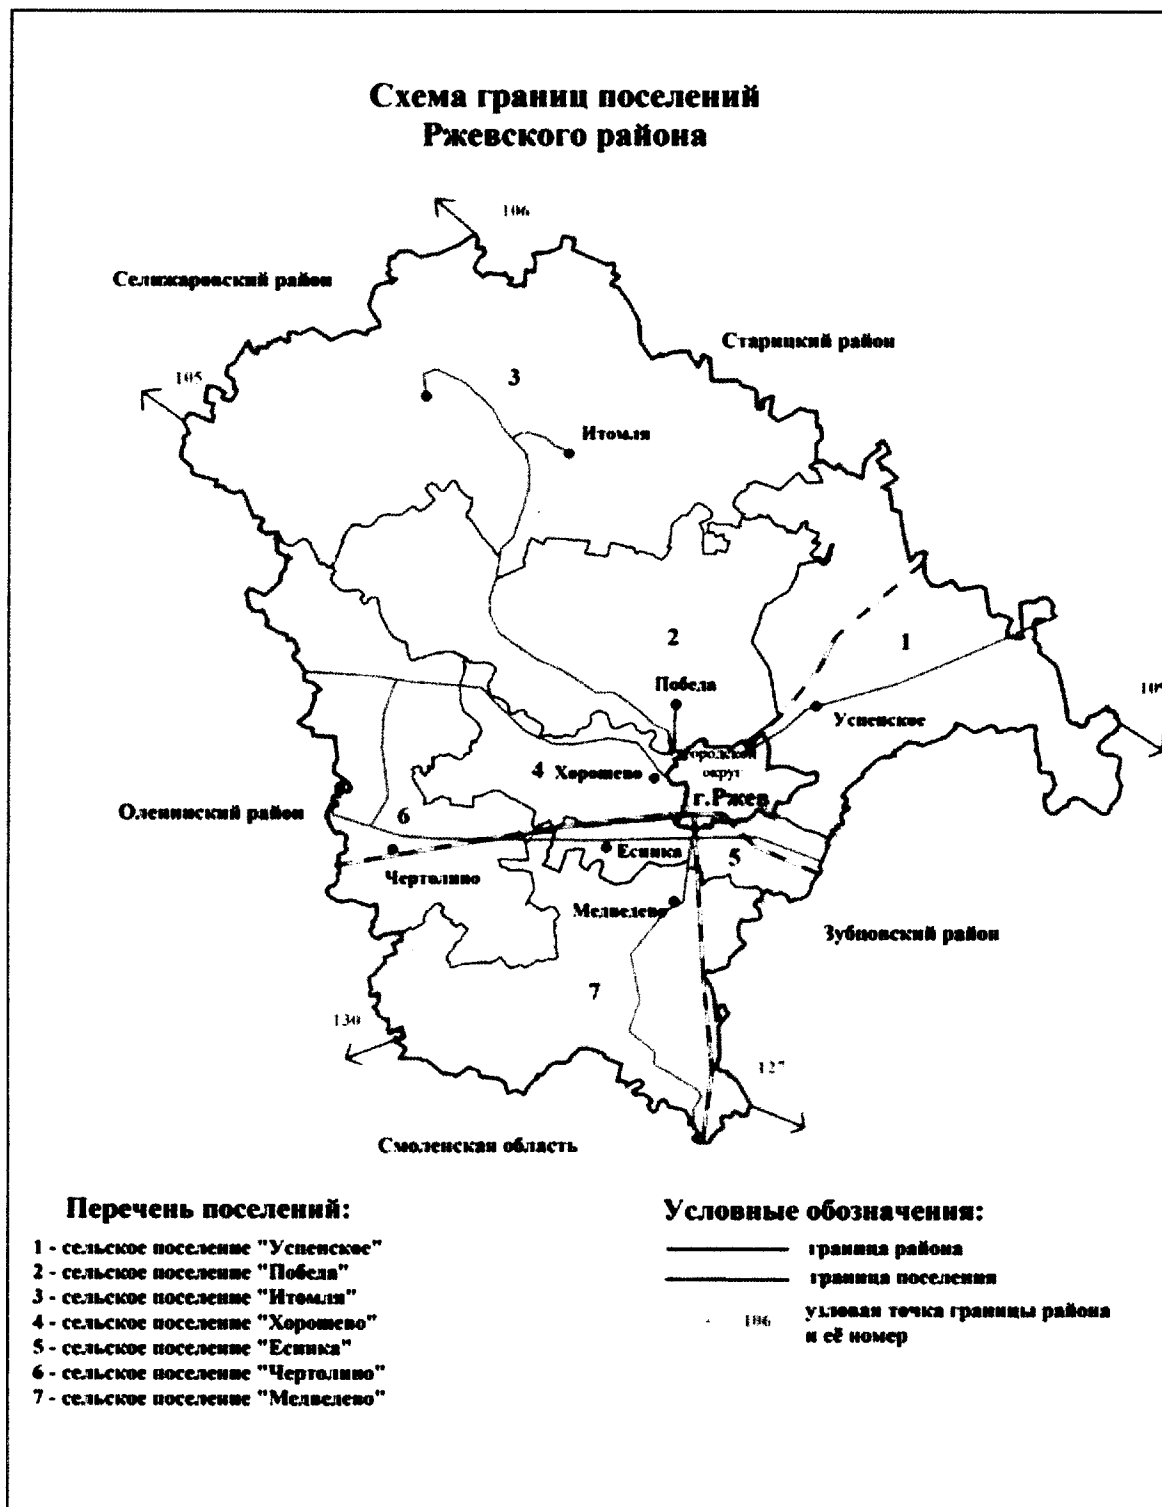 Схема границ поселений
Ржевского района
106
Селижаровский район
Старицкий район
105
3
Итомля
2
1
Победа
109
Успенское
городской
округ
4 Хорошево
г.Ржев
Оленинский район
6
Есинка
5
Чертолино
Медведево
Зубцовский район
7
130
127
Смоленская область
Перечень поселений:
1 - сельское поселение "Успенское"
2 - сельское поселение "Победа"
3 - сельское поселение "Итомля"
4 - сельское поселение "Хорошево"
5 - сельское поселение "Есинка"
6 - сельское поселение "Чертолино"
7 - сельское поселение "Медведево"
Условные обозначения:
граница района
граница поселения
106 узловая точка границы района
и её номер